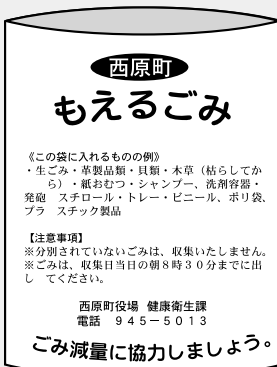 西原町
もえるごみ
《この袋に入れるものの例》
・生ごみ・革製品類・貝類・木草（枯らしてか
ら）・紙おむつ・シャンプー、洗剤容器・
発砲　スチロール・トレー・ビニール、ポリ袋、
プラ　スチック製品
【注意事項】
※分別されていないごみは、収集いたしません。
※ごみは、収集日当日の朝８時３０分までに出
し　てください。
西原町役場　健康衛生課
電話　９４５－５０１３
ごみ減量に協力しましょう。